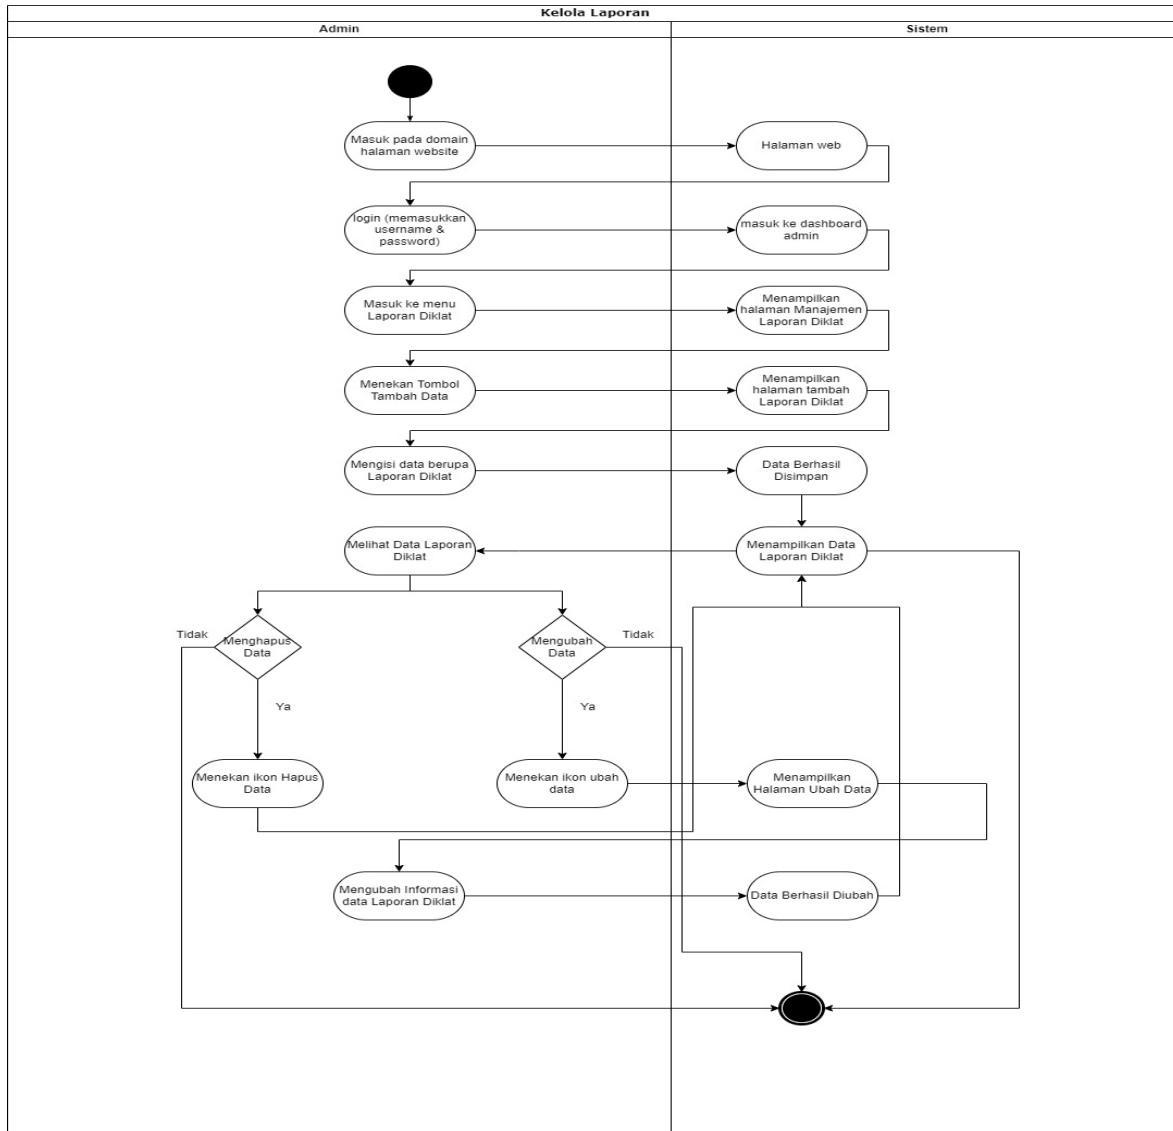 Kelola Laporan
Admin
Sistem
Masuk pada domain
halaman website
Halaman web
login (memasukkan
username &
password)
masuk ke dashboard
admin
Masuk ke menu
Laporan Diklat
Menampilkan
halaman Manajemen
Laporan Diklat
Menekan Tombol
Tambah Data
Menampilkan
halaman tambah
Laporan Diklat
Mengisi data berupa
Laporan Diklat
Data Berhasil
Disimpan
Melihat Data Laporan
Diklat
Menampilkan Data
Laporan Diklat
Tidak
Menghapus
Data
Mengubah
Data
Tidak
Ya
Ya
Menekan ikon Hapus
Data
Menekan ikon ubah
data
Menampilkan
Halaman Ubah Data
Mengubah Informasi
data Laporan Diklat
Data Berhasil Diubah